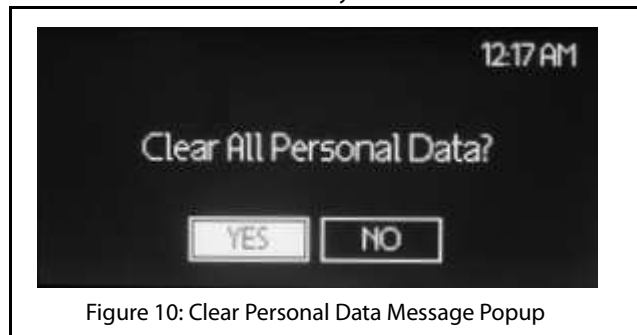 12:17 AM
Clear All Personal Data?
YES NO
Figure 10: Clear Personal Data Message Popup